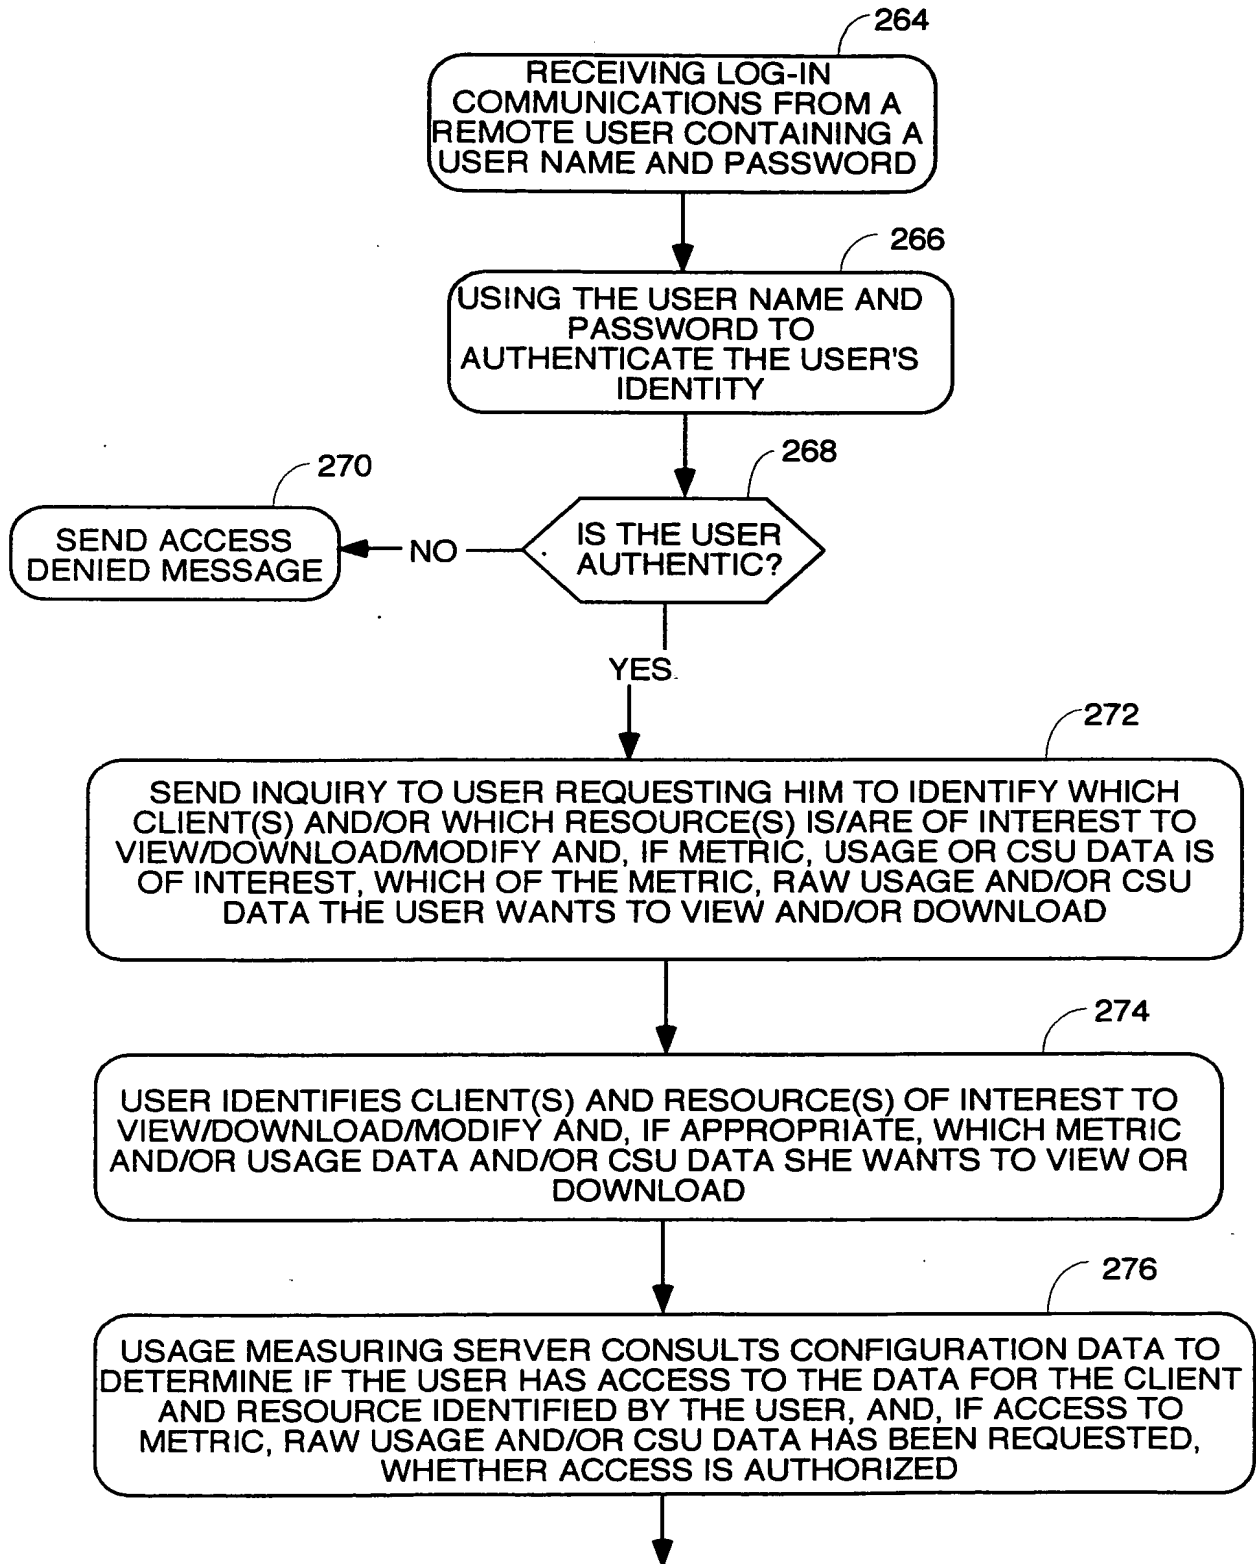 264
RECEIVING LOG-IN
COMMUNICATIONS FROM A
REMOTE USER CONTAINING A
USER NAME AND PASSWORD
266
USING THE USER NAME AND
PASSWORD TO
AUTHENTICATE THE USER'S
IDENTITY
268
270
IS THE USER
AUTHENTIC?
NO
SEND ACCESS
DENIED MESSAGE
YES
272
SEND INQUIRY TO USER REQUESTING HIM TO IDENTIFY WHICH
CLIENT(S) AND/OR WHICH RESOURCE(S) IS/ARE OF INTEREST TO
VIEW/DOWNLOAD/MODIFY AND, IF METRIC, USAGE OR CSU DATA IS
OF INTEREST, WHICH OF THE METRIC, RAW USAGE AND/OR CSU
DATA THE USER WANTS TO VIEW AND/OR DOWNLOAD
274
USER IDENTIFIES CLIENT(S) AND RESOURCE(S) OF INTEREST TO
VIEW/DOWNLOAD/MODIFY AND, IF APPROPRIATE, WHICH METRIC
AND/OR USAGE DATA AND/OR CSU DATA SHE WANTS TO VIEW OR
DOWNLOAD
276
USAGE MEASURING SERVER CONSULTS CONFIGURATION DATA TO
DETERMINE IF THE USER HAS ACCESS TO THE DATA FOR THE CLIENT
AND RESOURCE IDENTIFIED BY THE USER, AND, IF ACCESS TO
METRIC, RAW USAGE AND/OR CSU DATA HAS BEEN REQUESTED,
WHETHER ACCESS IS AUTHORIZED